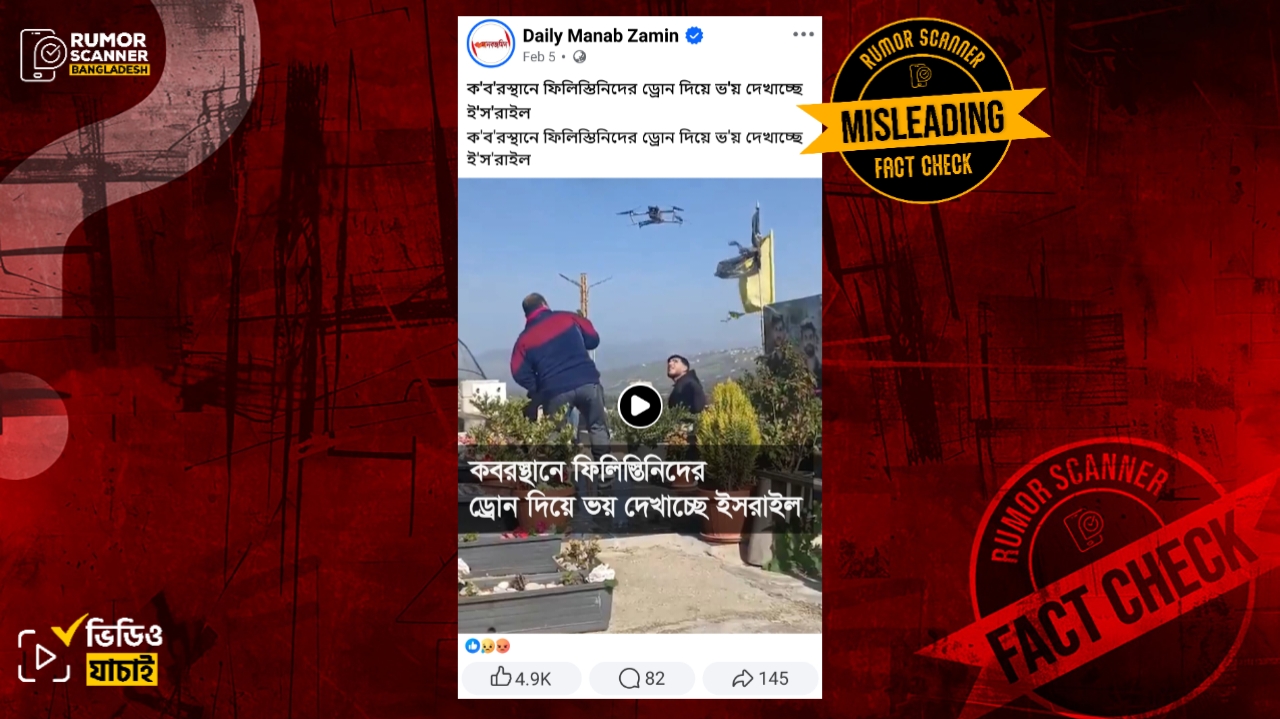 RUMOR
SCANNER
BANGLADESH
Daily Manab Zamin
Feb 5 •
ক'ব'রস্থানে ফিলিস্তিনিদের ড্রোন দিয়ে ভ'য় দেখাচ্ছে
ই'স'রাইল
ক'ব'রস্থানে ফিলিস্তিনিদের ড্রোন দিয়ে ভ'য় দেখাচ্ছে
ই'স'রাইল
RUMOR SCANNER
MISLEADING
FACT CHECK
কবরস্থানে ফিলিস্তিনিদের
ড্রোন দিয়ে ভয় দেখাচ্ছে ইসরাইল
RUMOR SCANNER
FACT CHECK
ভিডিও
যাচাই
4.9K
82
145